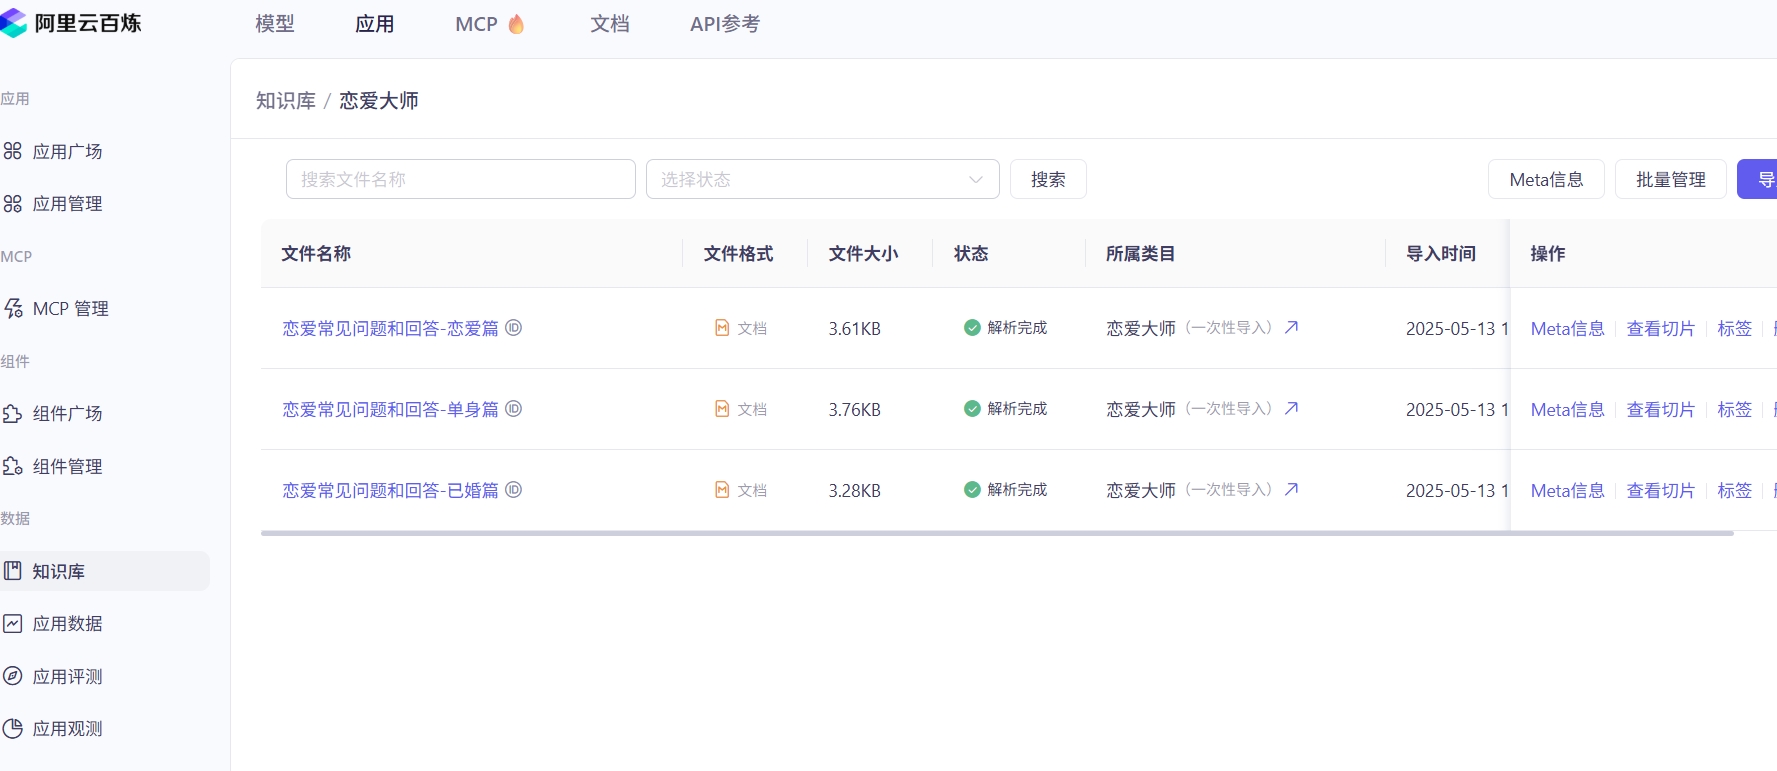 阿里云百炼
模型 应用 MCP 文档 API参考
应用
应用广场
应用管理
MCP
MCP 管理
组件
组件广场
组件管理
数据
知识库
应用数据
应用评测
应用观测
知识库 / 恋爱大师
搜索文件名称 选择状态 搜索 Meta信息 批量管理 导
文件名称 文件格式 文件大小 状态 所属类目 导入时间 操作
恋爱常见问题和回答-恋爱篇 ID 文档 3.61KB 解析完成 恋爱大师（一次性导入） 2025-05-13 1 Meta信息 查看切片 标签
恋爱常见问题和回答-单身篇 ID 文档 3.76KB 解析完成 恋爱大师（一次性导入） 2025-05-13 1 Meta信息 查看切片 标签
恋爱常见问题和回答-已婚篇 ID 文档 3.28KB 解析完成 恋爱大师（一次性导入） 2025-05-13 1 Meta信息 查看切片 标签